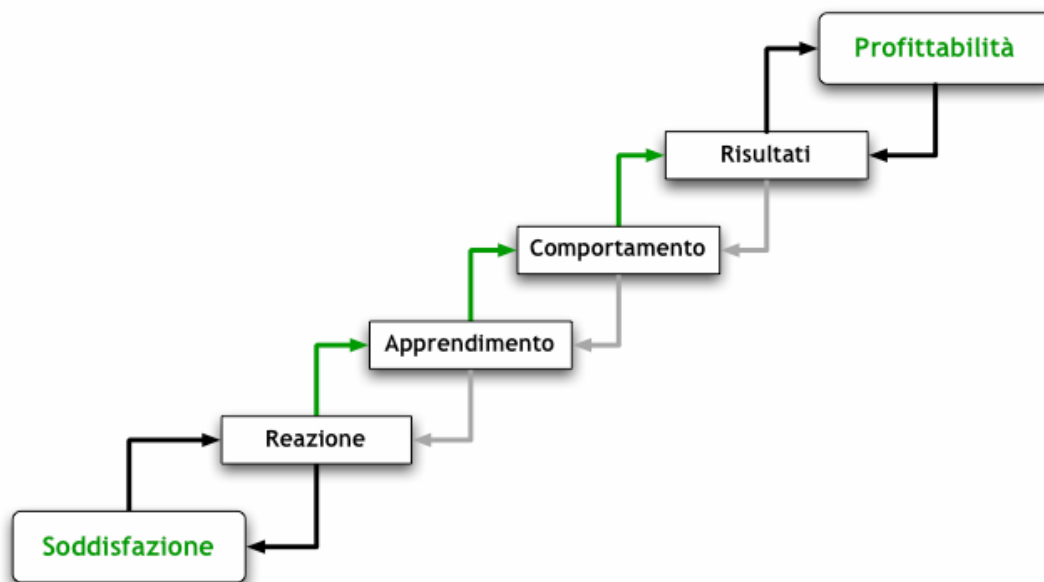 Profittabilità
Risultati
Comportamento
Apprendimento
Reazione
Soddisfazione